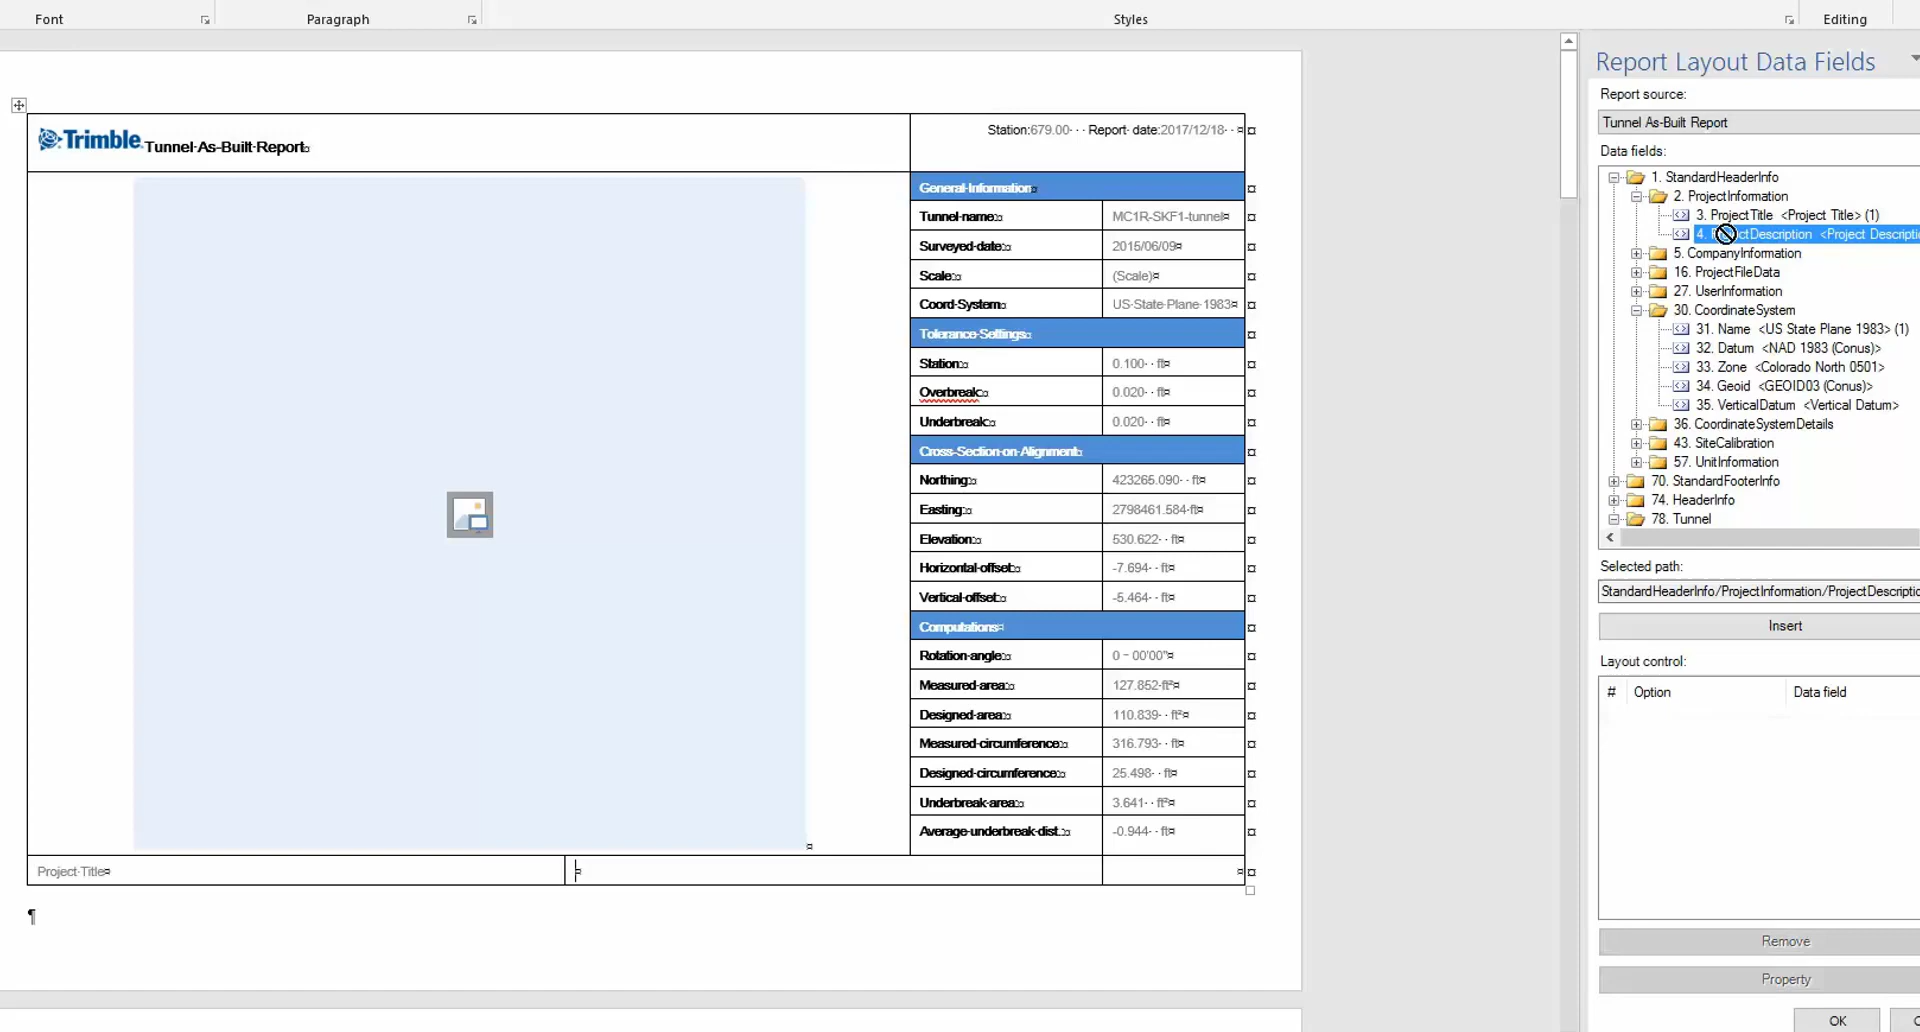 Font
Paragraph
Styles
Editing
Trimble. Tunnel·As-Built·Report¤
Station:679.00·-··Report·date:2017/12/18··¤
General·Information¤
Tunnel·name:¤ MC1R-SKF1-tunnel¤
Surveyed·date:¤ 2015/06/09¤
Scale:¤ (Scale)¤
Coord·System:¤ US·State·Plane·1983¤
Tolerance·Settings¤
Station:¤ 0.100··ft¤
Overbreak:¤ 0.020··ft¤
Underbreak:¤ 0.020··ft¤
Cross-Section·on·Alignment¤
Northing:¤ 423265.090··ft¤
Easting:¤ 2798461.584·ft¤
Elevation:¤ 530.622··ft¤
Horizontal·offset:¤ -7.694··ft¤
Vertical·offset:¤ -5.464··ft¤
Computations¤
Rotation·angle:¤ 0 – 00'00"¤
Measured·area:¤ 127.852·ft²¤
Designed·area:¤ 110.839··ft²¤
Measured·circumference:¤ 316.793··ft¤
Designed·circumference:¤ 25.498··ft¤
Underbreak·area:¤ 3.641··ft²¤
Average·underbreak·dist.:¤ -0.944··ft¤
Project·Title¤
¶
Report Layout Data Fields
Report source:
Tunnel As-Built Report
Data fields:
1. StandardHeaderInfo
2. ProjectInformation
3. ProjectTitle <Project Title> (1)
4. ctDescription <Project Descripti
5. CompanyInformation
16. ProjectFileData
27. UserInformation
30. CoordinateSystem
31. Name <US State Plane 1983> (1)
32. Datum <NAD 1983 (Conus)>
33. Zone <Colorado North 0501>
34. Geoid <GEOID03 (Conus)>
35. VerticalDatum <Vertical Datum>
36. CoordinateSystemDetails
43. SiteCalibration
57. UnitInformation
70. StandardFooterInfo
74. HeaderInfo
78. Tunnel
Selected path:
StandardHeaderInfo/ProjectInformation/ProjectDescriptio
Insert
Layout control:
# Option Data field
Remove
Property
OK